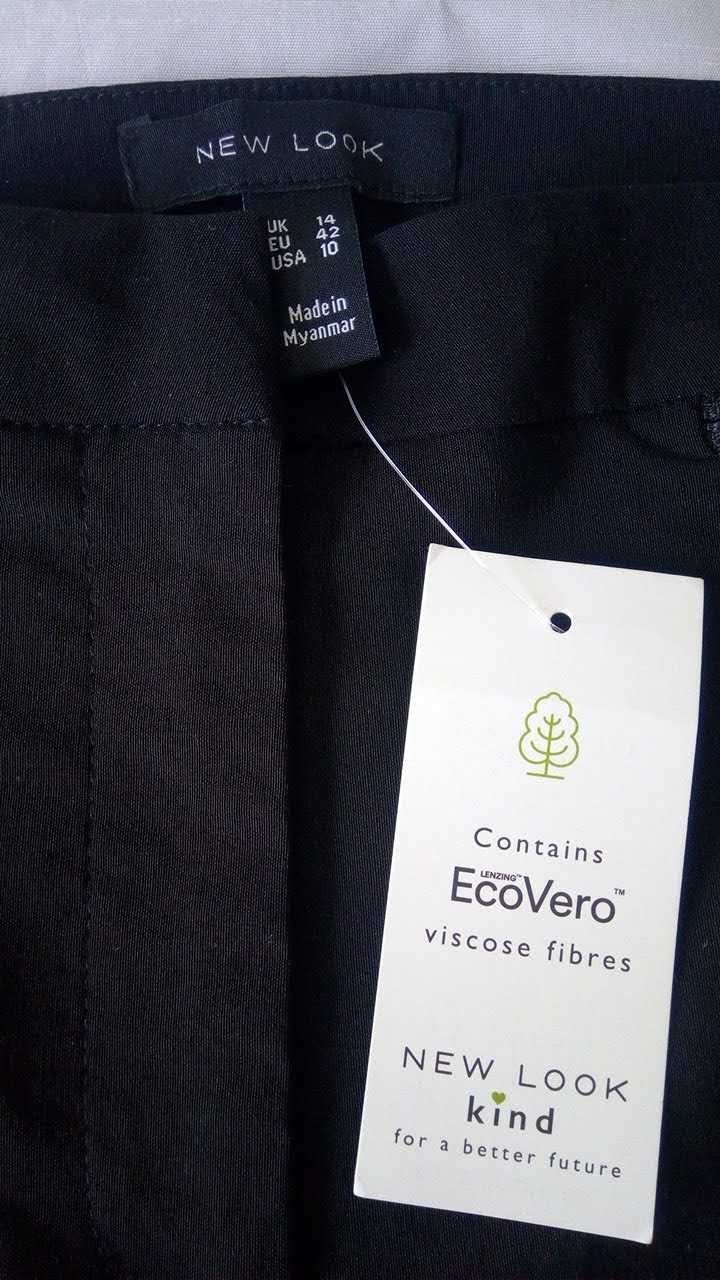 NEW LOOK
UK 14
EU 42
USA 10
Made in
Myanmar
Contains
LENZING™
EcoVero™
viscose fibres
NEW LOOK
kind
for a better future